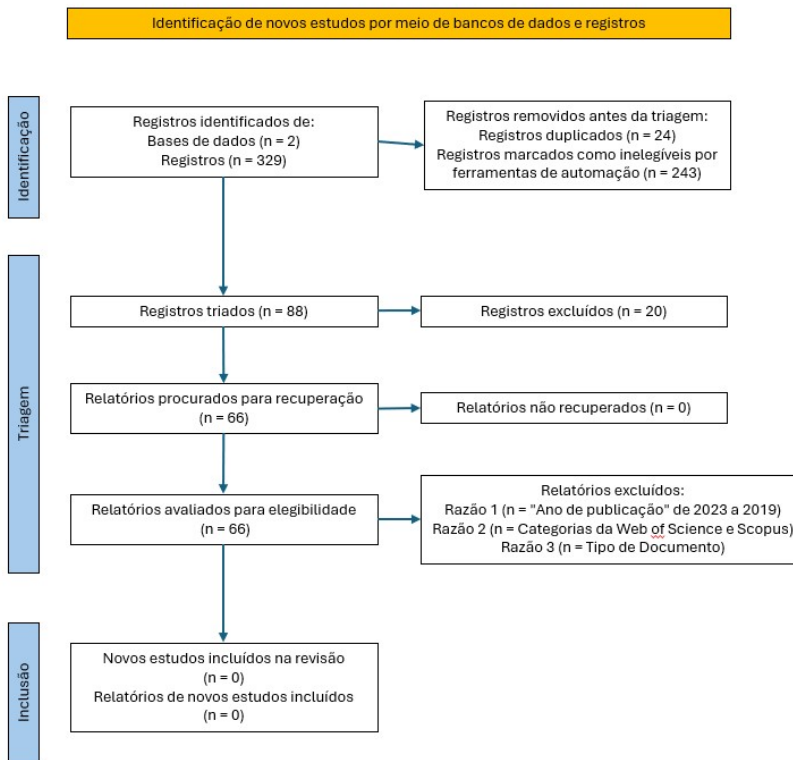 Identificação de novos estudos por meio de bancos de dados e registros
Identificação
Registros identificados de:
Bases de dados (n = 2)
Registros (n = 329)
Registros removidos antes da triagem:
Registros duplicados (n = 24)
Registros marcados como inelegíveis por
ferramentas de automação (n = 243)
Triagem
Registros triados (n = 88)
Registros excluídos (n = 20)
Relatórios procurados para recuperação
(n = 66)
Relatórios não recuperados (n = 0)
Relatórios avaliados para elegibilidade
(n = 66)
Relatórios excluídos:
Razão 1 (n = "Ano de publicação" de 2023 a 2019)
Razão 2 (n = Categorias da Web of Science e Scopus)
Razão 3 (n = Tipo de Documento)
Inclusão
Novos estudos incluídos na revisão
(n = 0)
Relatórios de novos estudos incluídos
(n = 0)